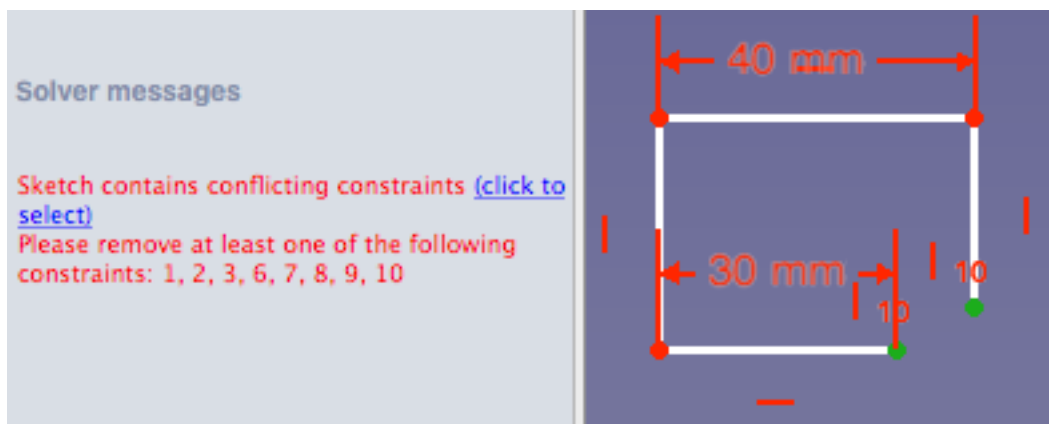 Solver messages
Sketch contains conflicting constraints (click to
select)
Please remove at least one of the following
constraints: 1, 2, 3, 6, 7, 8, 9, 10
40 mm
30 mm
10
10